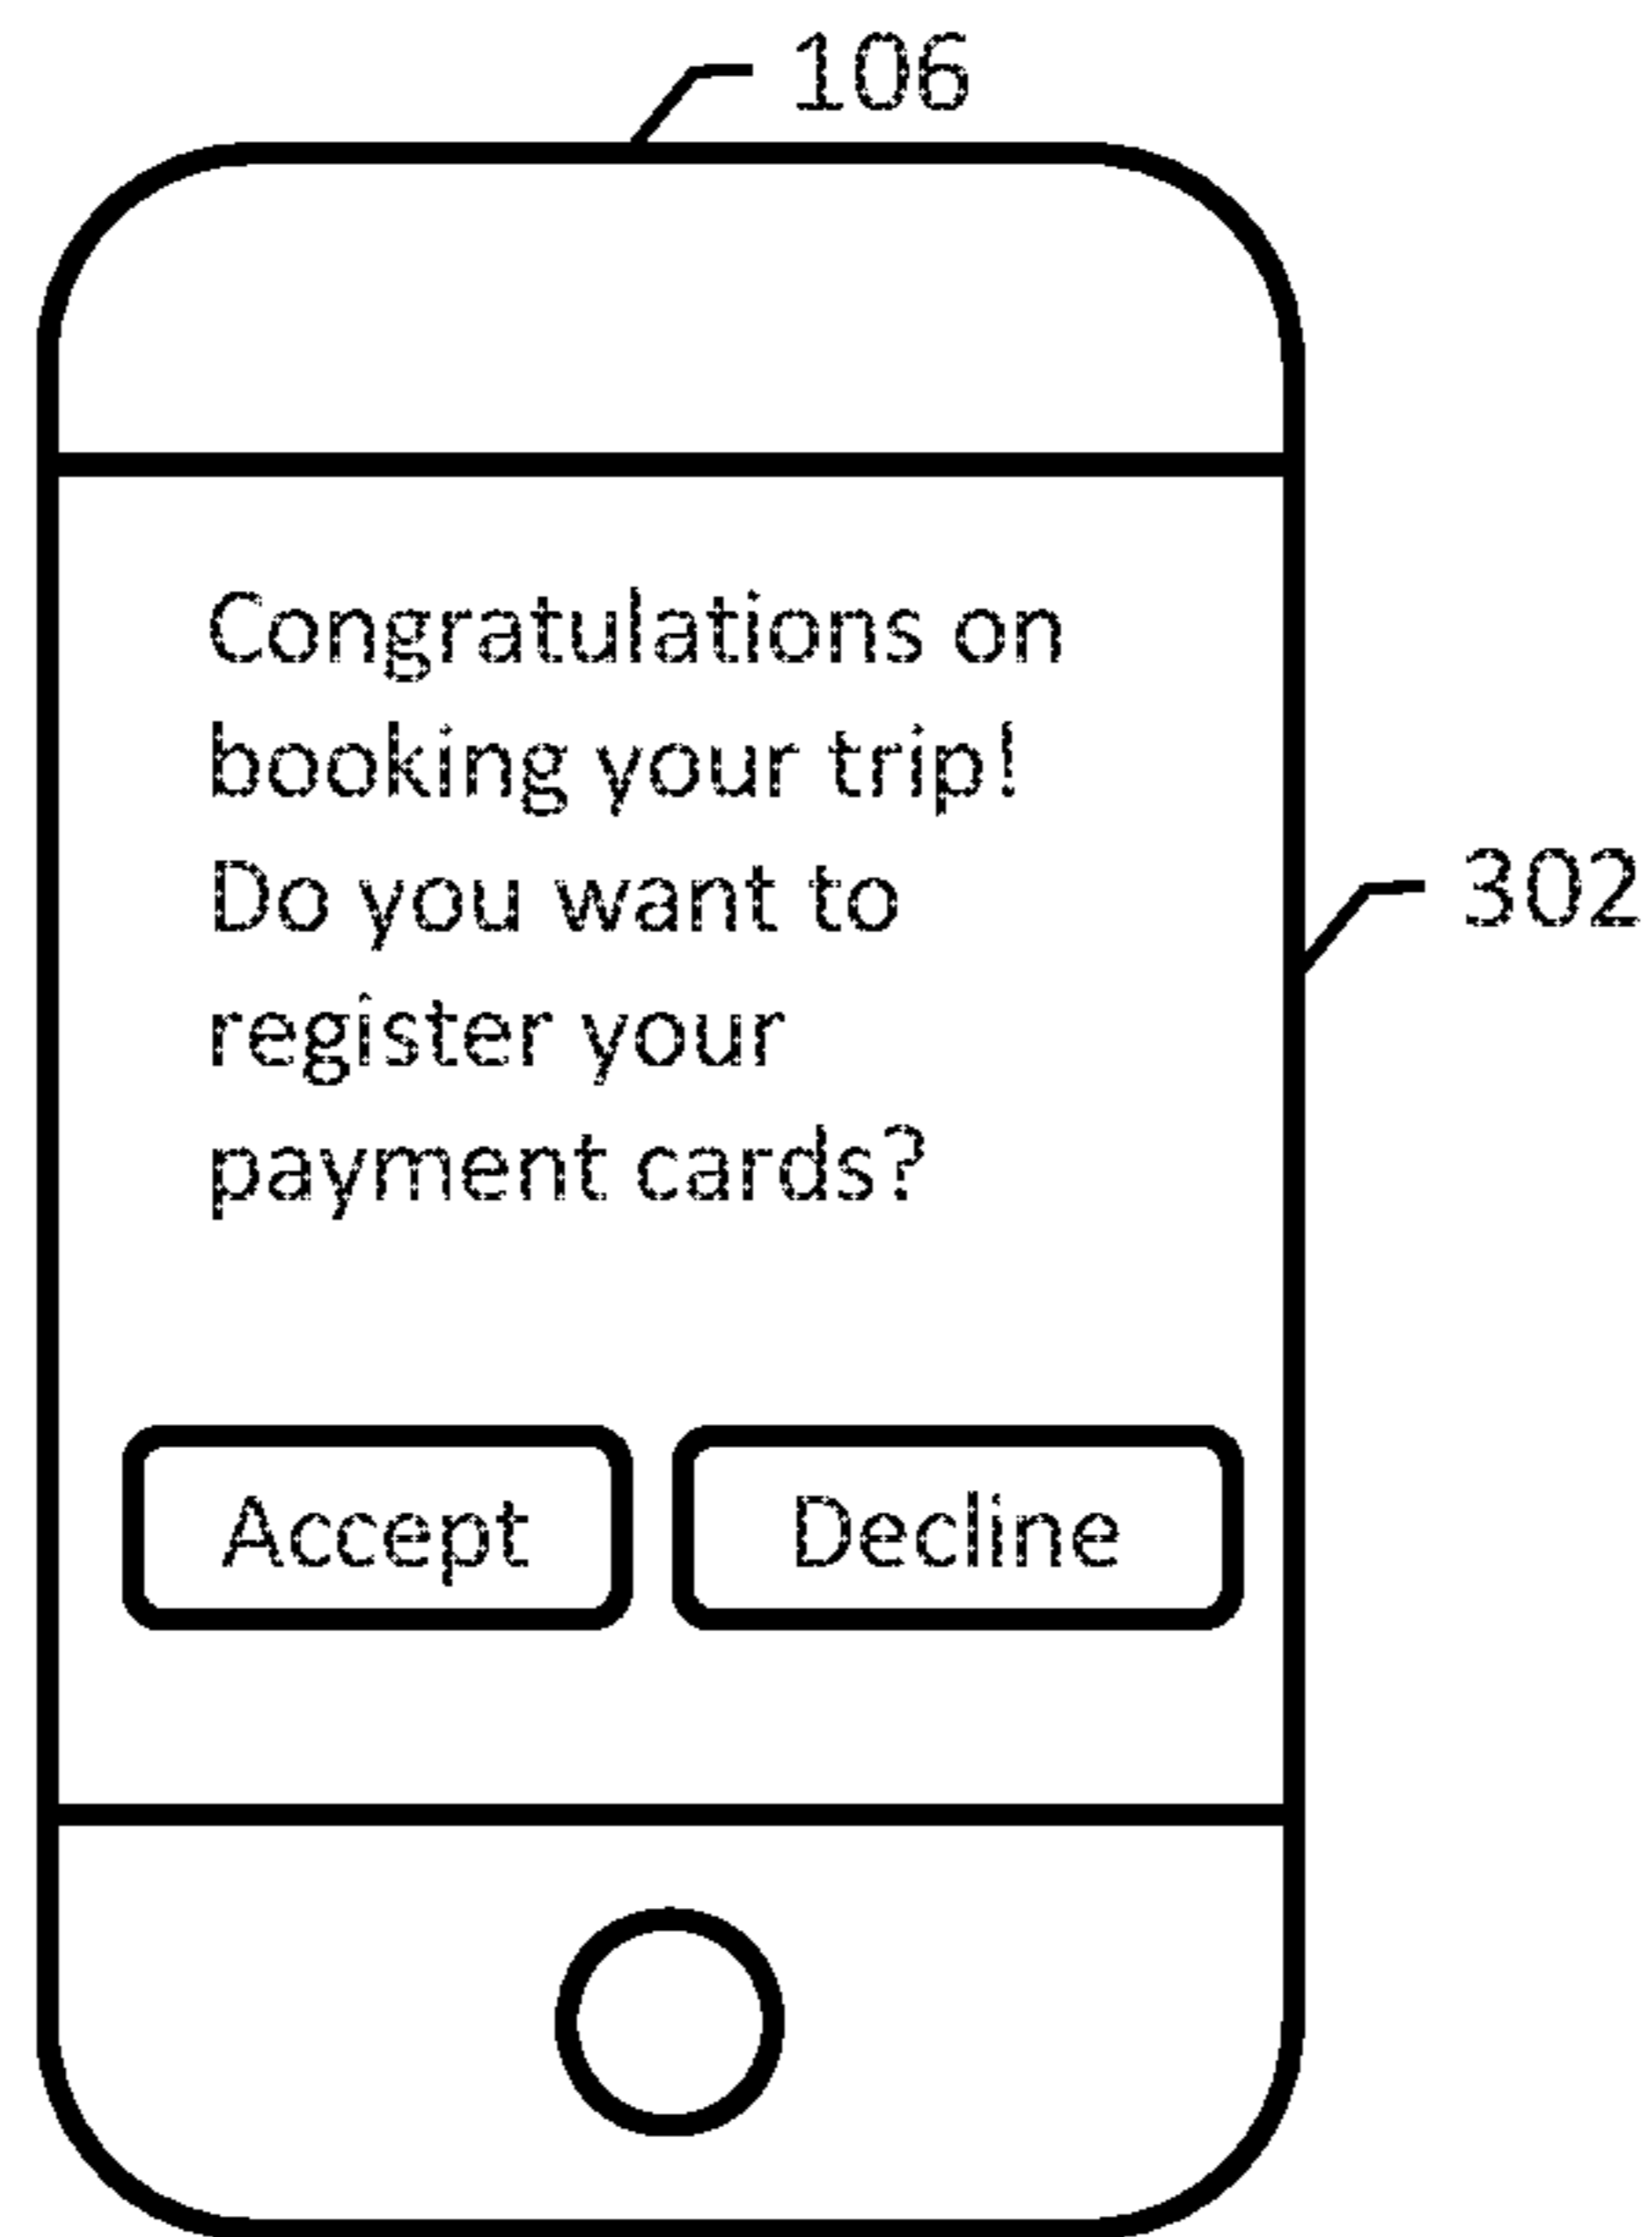 106
Congratulations on
booking your trip!
Do you want to
302
register your
payment cards?
Accept Decline